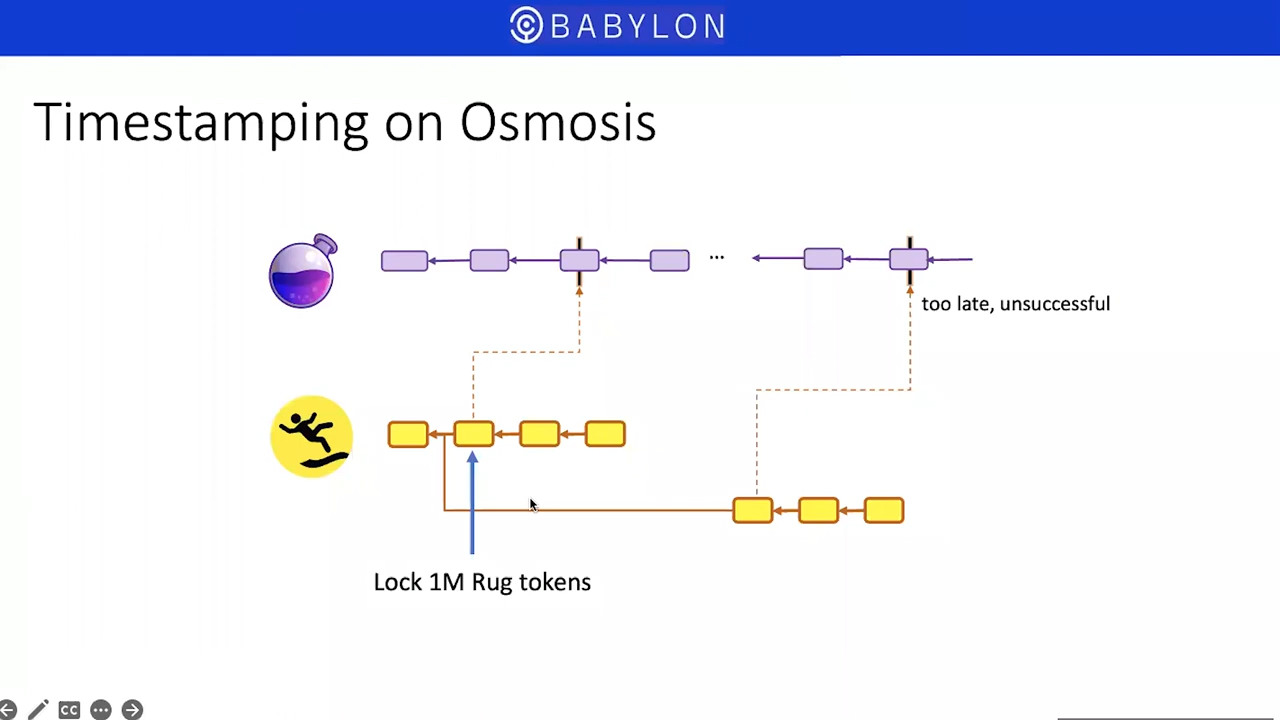 BABYLON
Timestamping on Osmosis
...
too late, unsuccessful
Lock 1M Rug tokens
CC